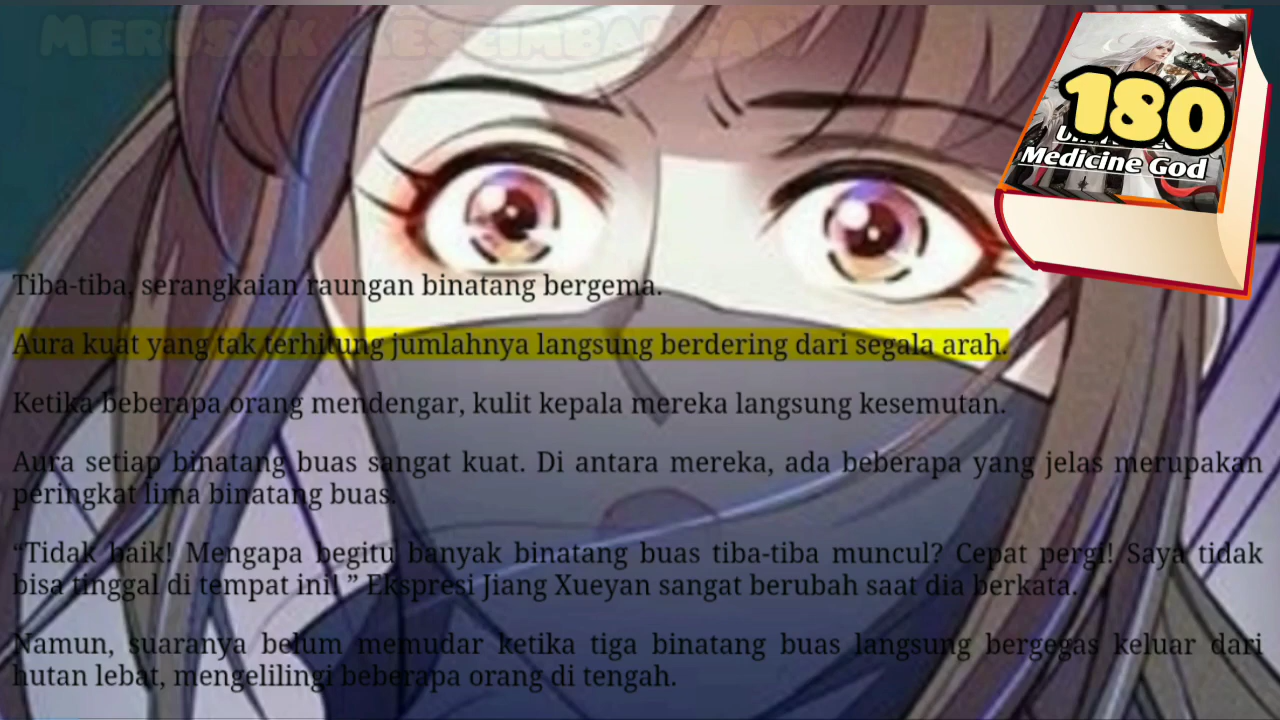 180
Medicine God
Tiba-tiba, serangkaian raungan binatang bergema.
Aura kuat yang tak terhitung jumlahnya langsung berdering dari segala arah.
Ketika beberapa orang mendengar, kulit kepala mereka langsung kesemutan.
Aura setiap binatang buas sangat kuat. Di antara mereka, ada beberapa yang jelas merupakan
peringkat lima binatang buas.
“Tidak baik! Mengapa begitu banyak binatang buas tiba-tiba muncul? Cepat pergi! Saya tidak
bisa tinggal di tempat ini! ” Ekspresi Jiang Xueyan sangat berubah saat dia berkata.
Namun, suaranya belum memudar ketika tiga binatang buas langsung bergegas keluar dari
hutan lebat, mengelilingi beberapa orang di tengah.